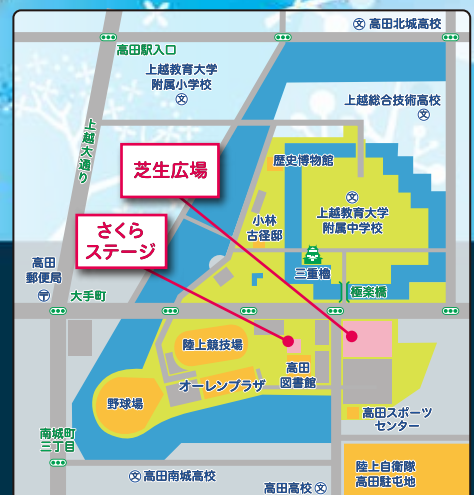 高田北城高校
高田駅入口
上越教育大学
附属小学校
上越総合技術高校
上越大通り
芝生広場
歴史博物館
上越教育大学
附属中学校
さくら
ステージ
小林
古径邸
高田
郵便局
三重櫓
極楽橋
大手町
陸上競技場
高田
図書館
オーレンプラザ
野球場
高田スポーツ
センター
南城町
三丁目
高田南城高校
高田高校
陸上自衛隊
高田駐屯地